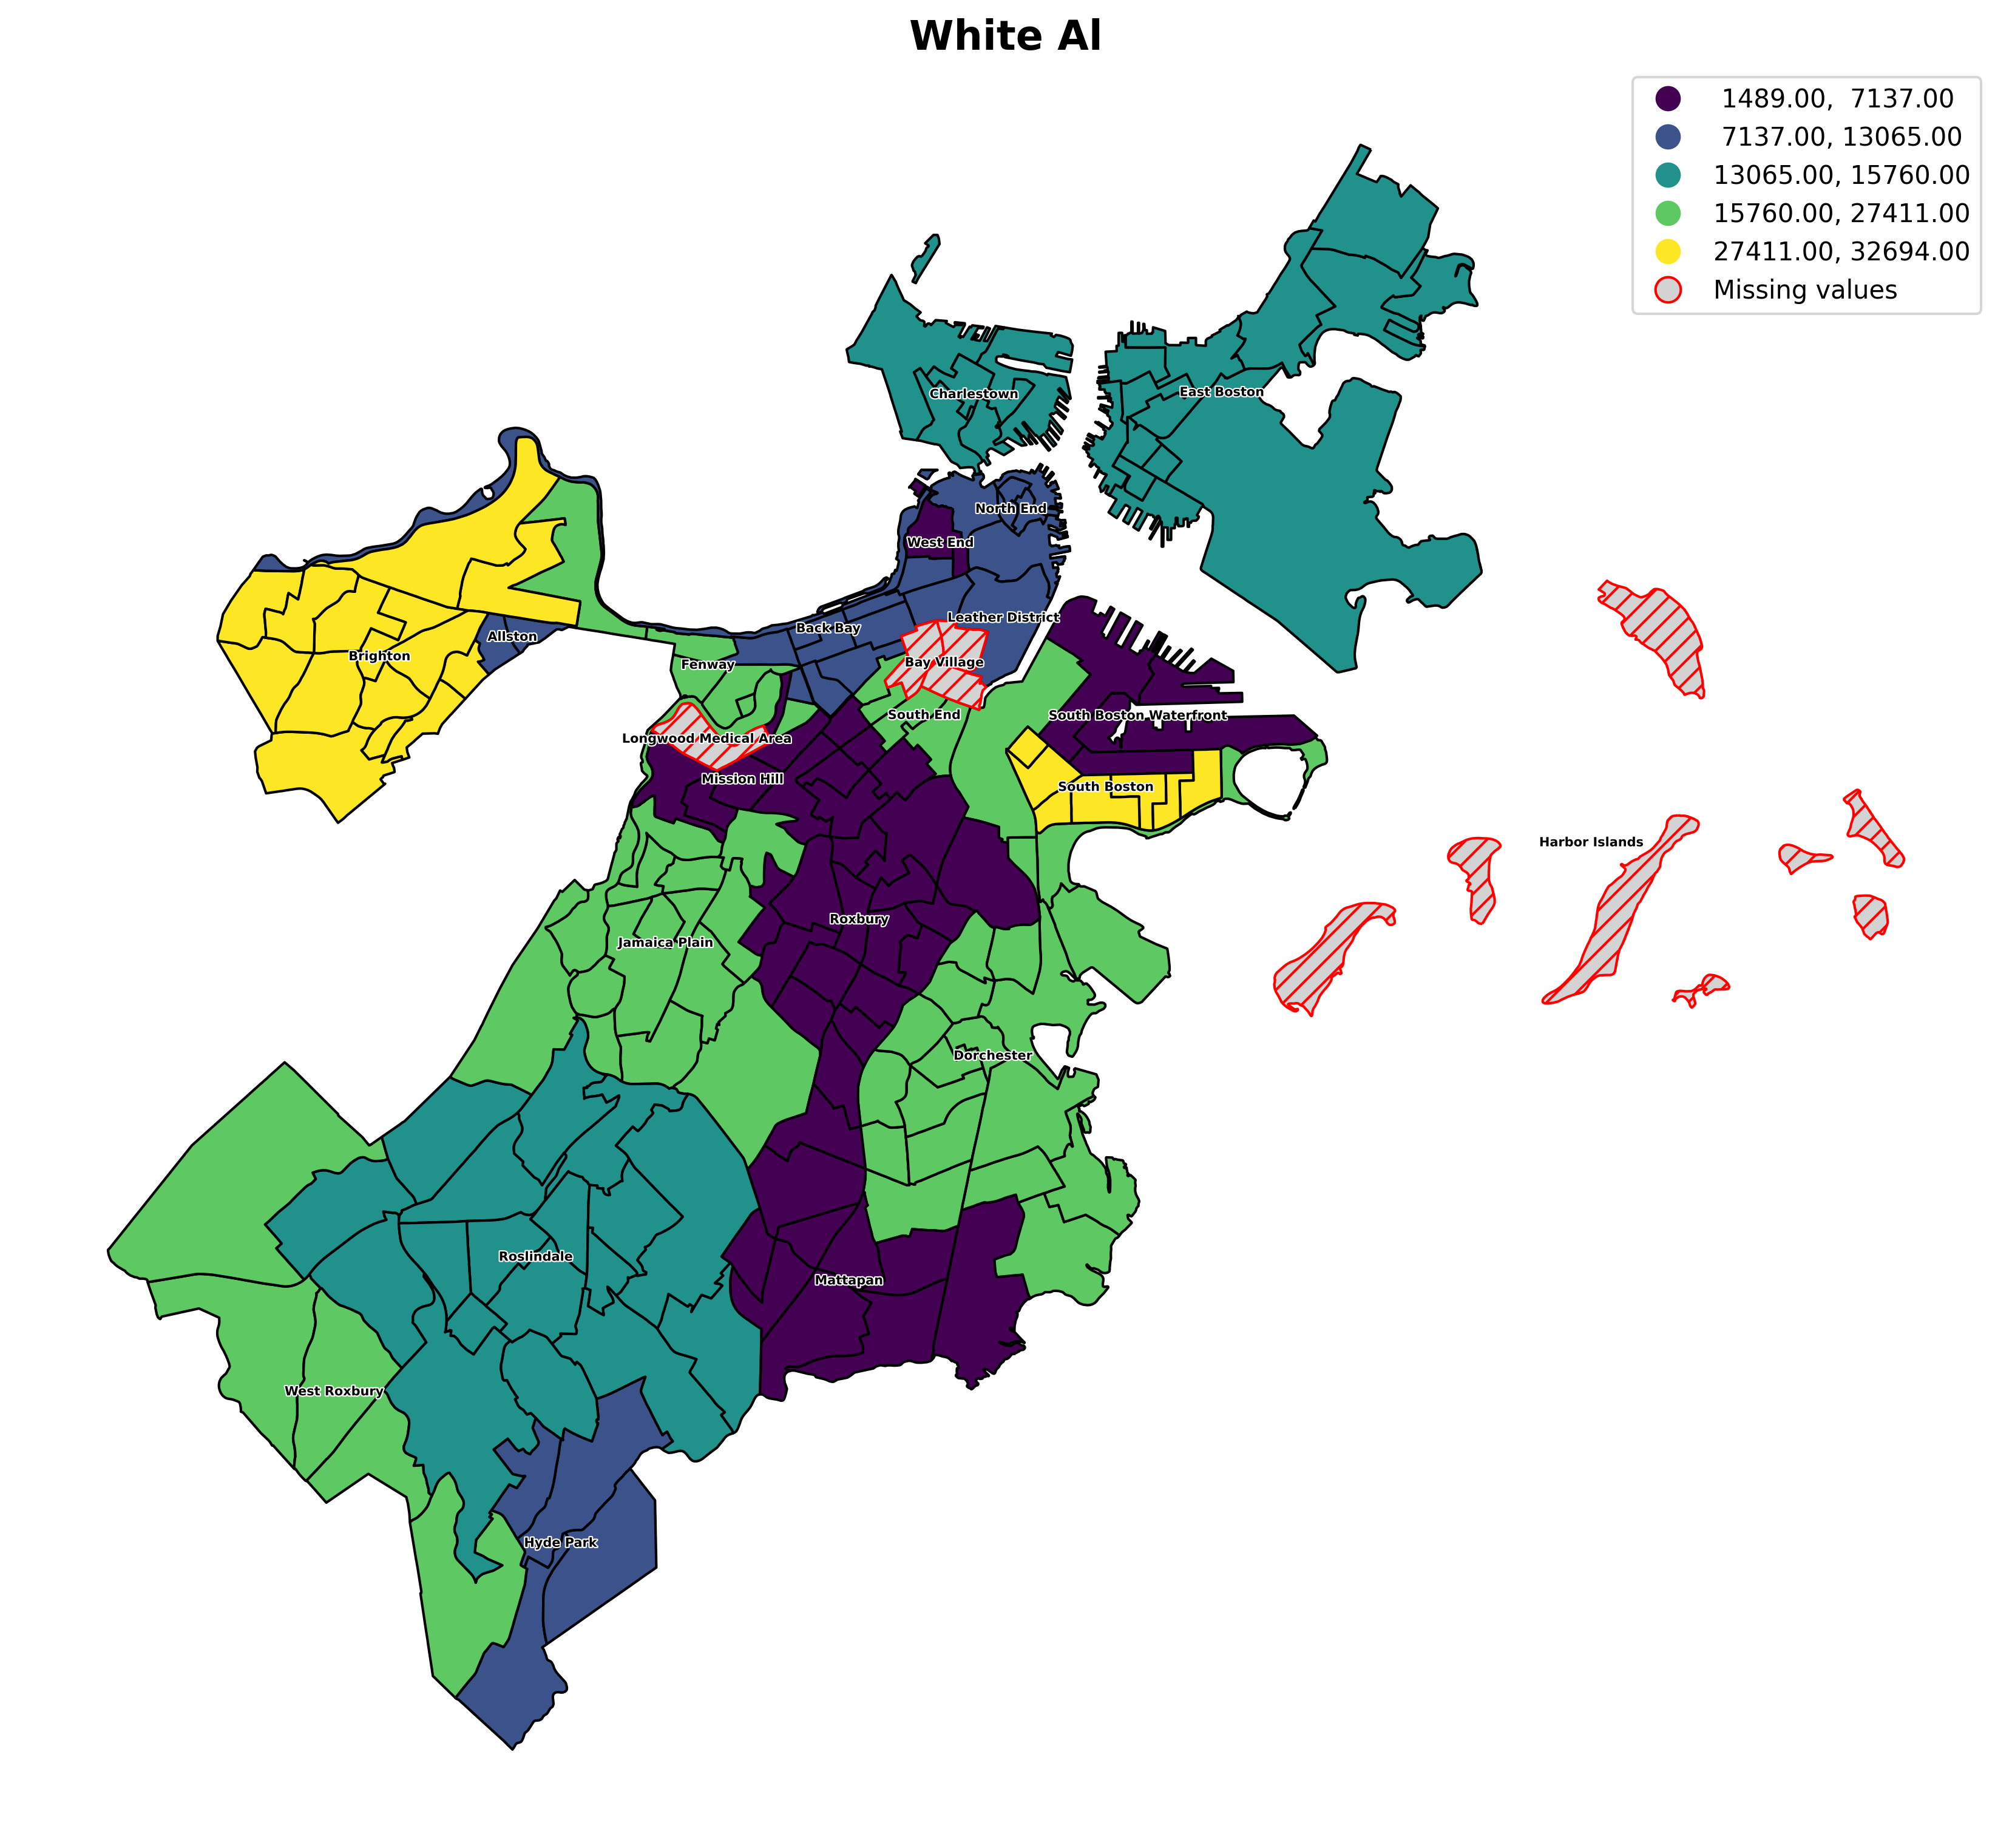 White Al
1489.00, 7137.00
7137.00, 13065.00
13065.00, 15760.00
15760.00, 27411.00
27411.00, 32694.00
Missing values
Charlestown
East Boston
North End
West End
Leather District
Back Bay
Allston
Brighton
Bay Village
Fenway
South End
South Boston Waterfront
Longwood Medical Area
Mission Hill
South Boston
Harbor Islands
Roxbury
Jamaica Plain
Dorchester
Roslindale
Mattapan
West Roxbury
Hyde Park